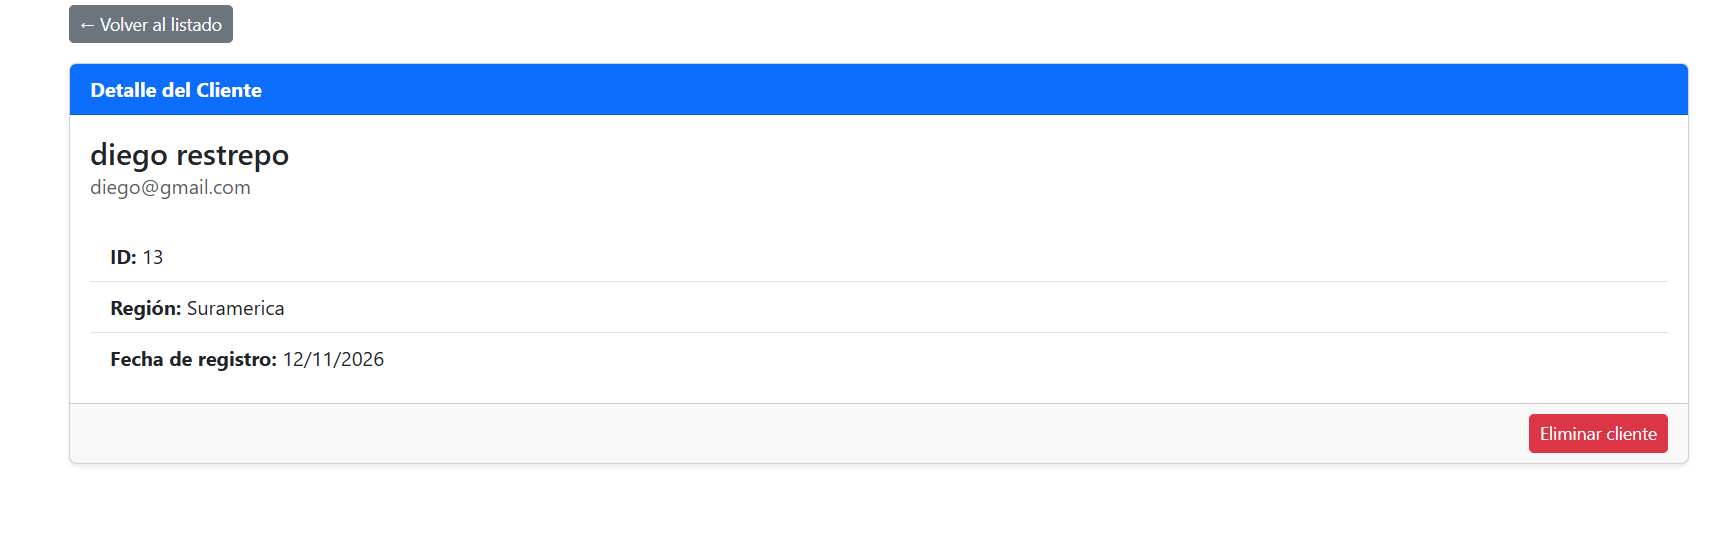 ← Volver al listado
Detalle del Cliente
diego restrepo
diego@gmail.com
ID: 13
Región: Suramerica
Fecha de registro: 12/11/2026
Eliminar cliente